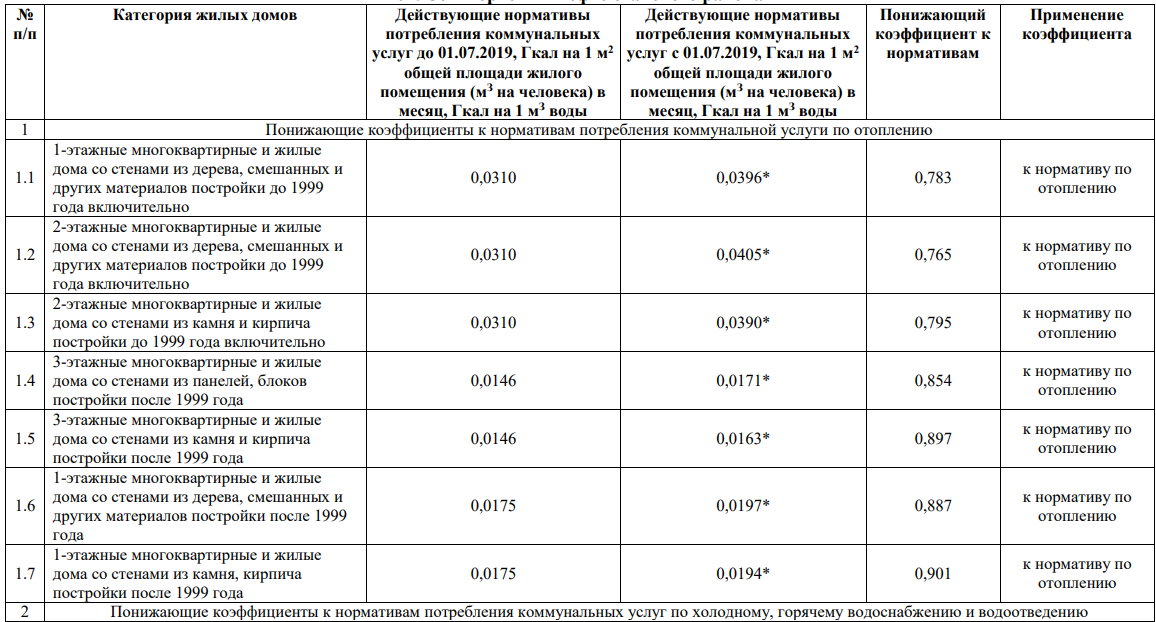 №
п/п
Категория жилых домов
Действующие нормативы
потребления коммунальных
услуг до 01.07.2019, Гкал на 1 м²
общей площади жилого
помещения (м³ на человека) в
месяц, Гкал на 1 м³ воды
Действующие нормативы
потребления коммунальных
услуг с 01.07.2019, Гкал на 1 м²
общей площади жилого
помещения (м³ на человека) в
месяц, Гкал на 1 м³ воды
Понижающий
коэффициент к
нормативам
Применение
коэффициента
1
Понижающие коэффициенты к нормативам потребления коммунальной услуги по отоплению
1.1
1-этажные многоквартирные и жилые
дома со стенами из дерева, смешанных и
других материалов постройки до 1999
года включительно
0,0310
0,0396*
0,783
к нормативу по
отоплению
1.2
2-этажные многоквартирные и жилые
дома со стенами из дерева, смешанных и
других материалов постройки до 1999
года включительно
0,0310
0,0405*
0,765
к нормативу по
отоплению
1.3
2-этажные многоквартирные и жилые
дома со стенами из камня и кирпича
постройки до 1999 года включительно
0,0310
0,0390*
0,795
к нормативу по
отоплению
1.4
3-этажные многоквартирные и жилые
дома со стенами из панелей, блоков
постройки после 1999 года
0,0146
0,0171*
0,854
к нормативу по
отоплению
1.5
3-этажные многоквартирные и жилые
дома со стенами из камня и кирпича
постройки после 1999 года
0,0146
0,0163*
0,897
к нормативу по
отоплению
1.6
1-этажные многоквартирные и жилые
дома со стенами из дерева, смешанных и
других материалов постройки после 1999
года
0,0175
0,0197*
0,887
к нормативу по
отоплению
1.7
1-этажные многоквартирные и жилые
дома со стенами из камня, кирпича
постройки после 1999 года
0,0175
0,0194*
0,901
к нормативу по
отоплению
2
Понижающие коэффициенты к нормативам потребления коммунальных услуг по холодному, горячему водоснабжению и водоотведению